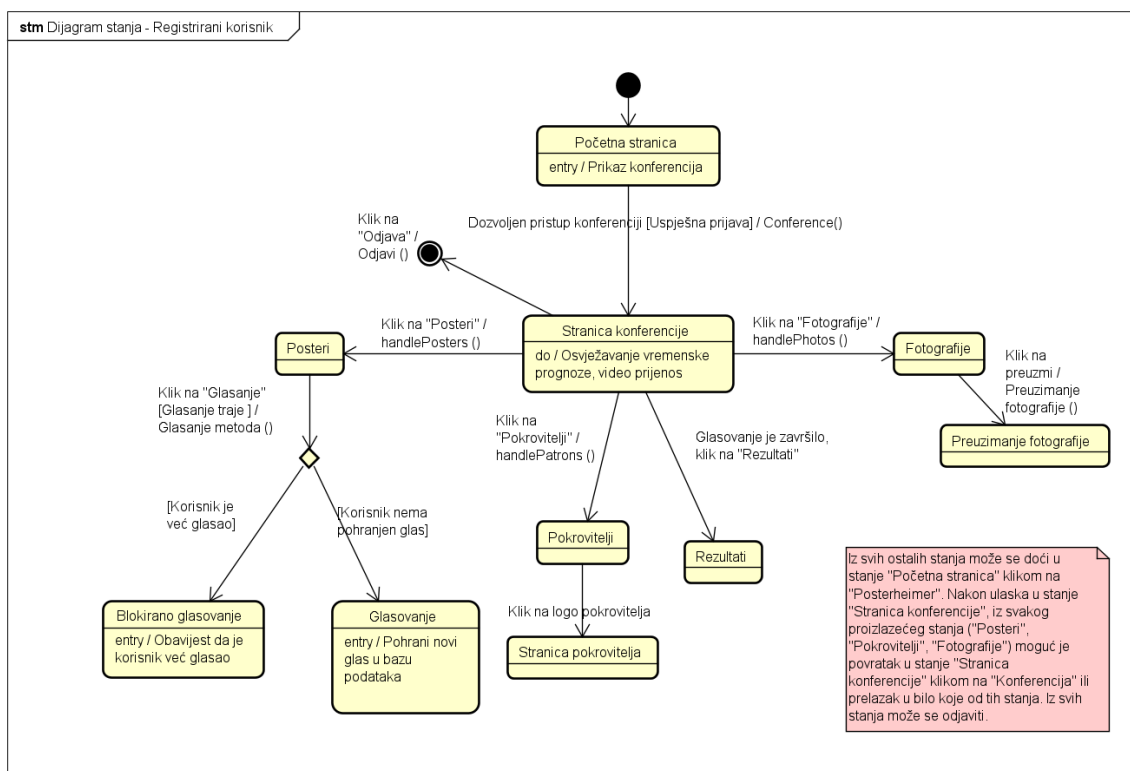 stm Dijagram stanja - Registrirani korisnik
Početna stranica
entry / Prikaz konferencija
Dozvoljen pristup konferenciji [Uspješna prijava] / Conference()
Klik na
"Odjava" /
Odjavi ()
Stranica konferencije
do / Osvježavanje vremenske
prognoze, video prijenos
Klik na "Posteri" /
handlePosters ()
Posteri
Klik na "Fotografije" /
handlePhotos ()
Fotografije
Klik na
preuzmi /
Preuzimanje
fotografije ()
Preuzimanje fotografije
Klik na "Glasanje"
[Glasanje traje ] /
Glasanje metoda ()
Klik na
"Pokrovitelji" /
handlePatrons ()
Glasovanje je završilo,
klik na "Rezultati"
[Korisnik je
već glasao]
[Korisnik nema
pohranjen glas]
Pokrovitelji
Rezultati
Blokirano glasovanje
entry / Obavijest da je
korisnik već glasao
Glasovanje
entry / Pohrani novi
glas u bazu
podataka
Klik na logo pokrovitelja
Stranica pokrovitelja
Iz svih ostalih stanja može se doći u
stanje "Početna stranica" klikom na
"Posterheimer". Nakon ulaska u stanje
"Stranica konferencije", iz svakog
proizlazećeg stanja ("Posteri",
"Pokrovitelji", "Fotografije") moguć je
povratak u stanje "Stranica
konferencije" klikom na "Konferencija" ili
prelazak u bilo koje od tih stanja. Iz svih
stanja može se odjaviti.